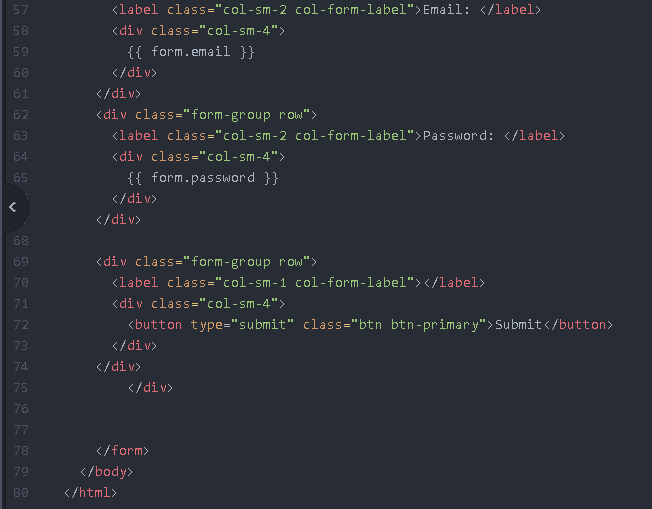 57 <label class="col-sm-2 col-form-label">Email: </label>
58 <div class="col-sm-4">
59 {{ form.email }}
60 </div>
61 </div>
62 <div class="form-group row">
63 <label class="col-sm-2 col-form-label">Password: </label>
64 <div class="col-sm-4">
65 {{ form.password }}
</div>
</div>
68
69 <div class="form-group row">
70 <label class="col-sm-1 col-form-label"></label>
71 <div class="col-sm-4">
72 <button type="submit" class="btn btn-primary">Submit</button>
73 </div>
74 </div>
75 </div>
76
77
78 </form>
79 </body>
80 </html>